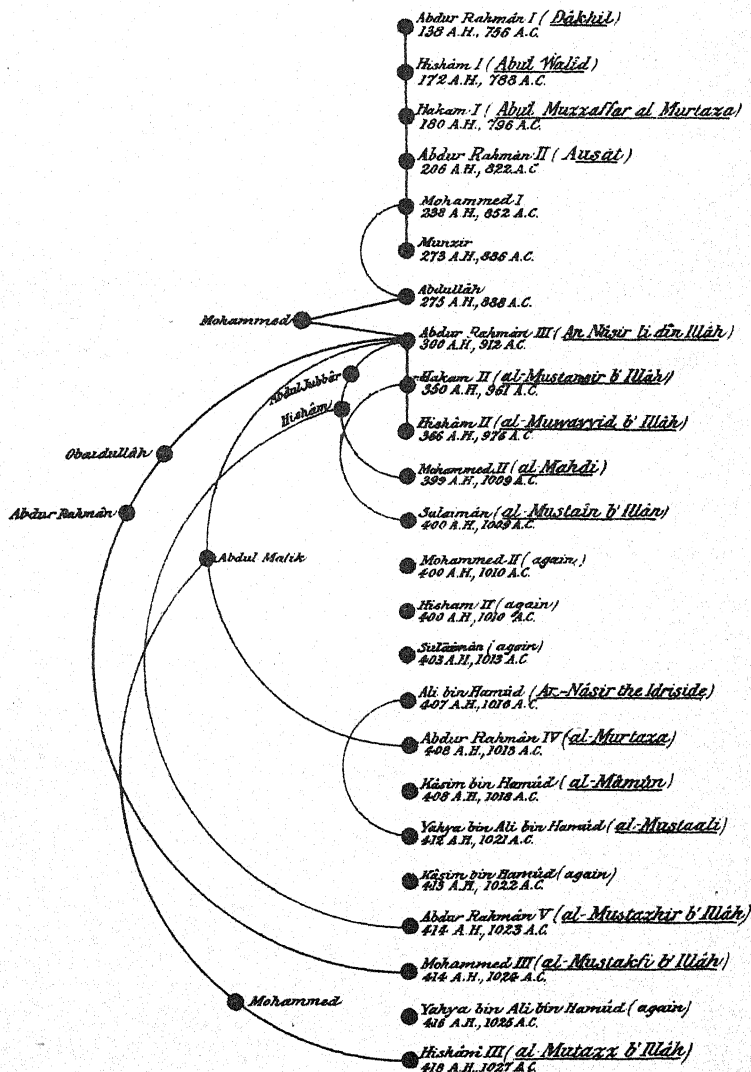 Abdur Rahmân I (Dâkhil)
138 A.H., 756 A.C.
Hishâm I (Abul Walid)
172 A.H., 788 A.C.
Hakam I (Abul Muzzaffar al Murtaza)
180 A.H., 796 A.C.
Abdur Rahmân II (Ausat)
206 A.H., 822 A.C.
Mohammed I
238 A.H., 852 A.C.
Munzir
273 A.H., 886 A.C.
Abdullâh
275 A.H., 888 A.C.
Mohammed
Abdur Rahmân III (An Nâsir li dîn Illâh)
300 A.H., 912 A.C.
Abdul Jubbâr
Hakam II (al-Mustansir b' Illâh)
350 A.H., 961 A.C.
Hishâm
Hishâm II (al-Muwayyid b' Illâh)
366 A.H., 976 A.C.
Obaidullâh
Mohammed II (al Mahdi)
399 A.H., 1009 A.C.
Abdur Rahmân
Sulaimân (al-Mustaîn b' Illâh)
400 A.H., 1009 A.C.
Abdul Malik
Mohammed II (again)
400 A.H., 1010 A.C.
Hisham II (again)
400 A.H., 1010 A.C.
Sulaimân (again)
403 A.H., 1013 A.C.
Ali bin Hamûd (An-Nâsir the Idriside)
407 A.H., 1016 A.C.
Abdur Rahmân IV (al-Murtaza)
408 A.H., 1018 A.C.
Kâsim bin Hamûd (al-Mâmûn)
408 A.H., 1018 A.C.
Yahya bin Ali bin Hamûd (al-Mustaali)
412 A.H., 1021 A.C.
Kâsim bin Hamûd (again)
413 A.H., 1022 A.C.
Abdur Rahmân V (al-Mustazhir b' Illâh)
414 A.H., 1023 A.C.
Mohammed III (al-Mustakfi b' Illâh)
414 A.H., 1024 A.C.
Mohammed
Yahya bin Ali bin Hamûd (again)
416 A.H., 1025 A.C.
Hishâm III (al Mutazz b' Illâh)
418 A.H., 1027 A.C.